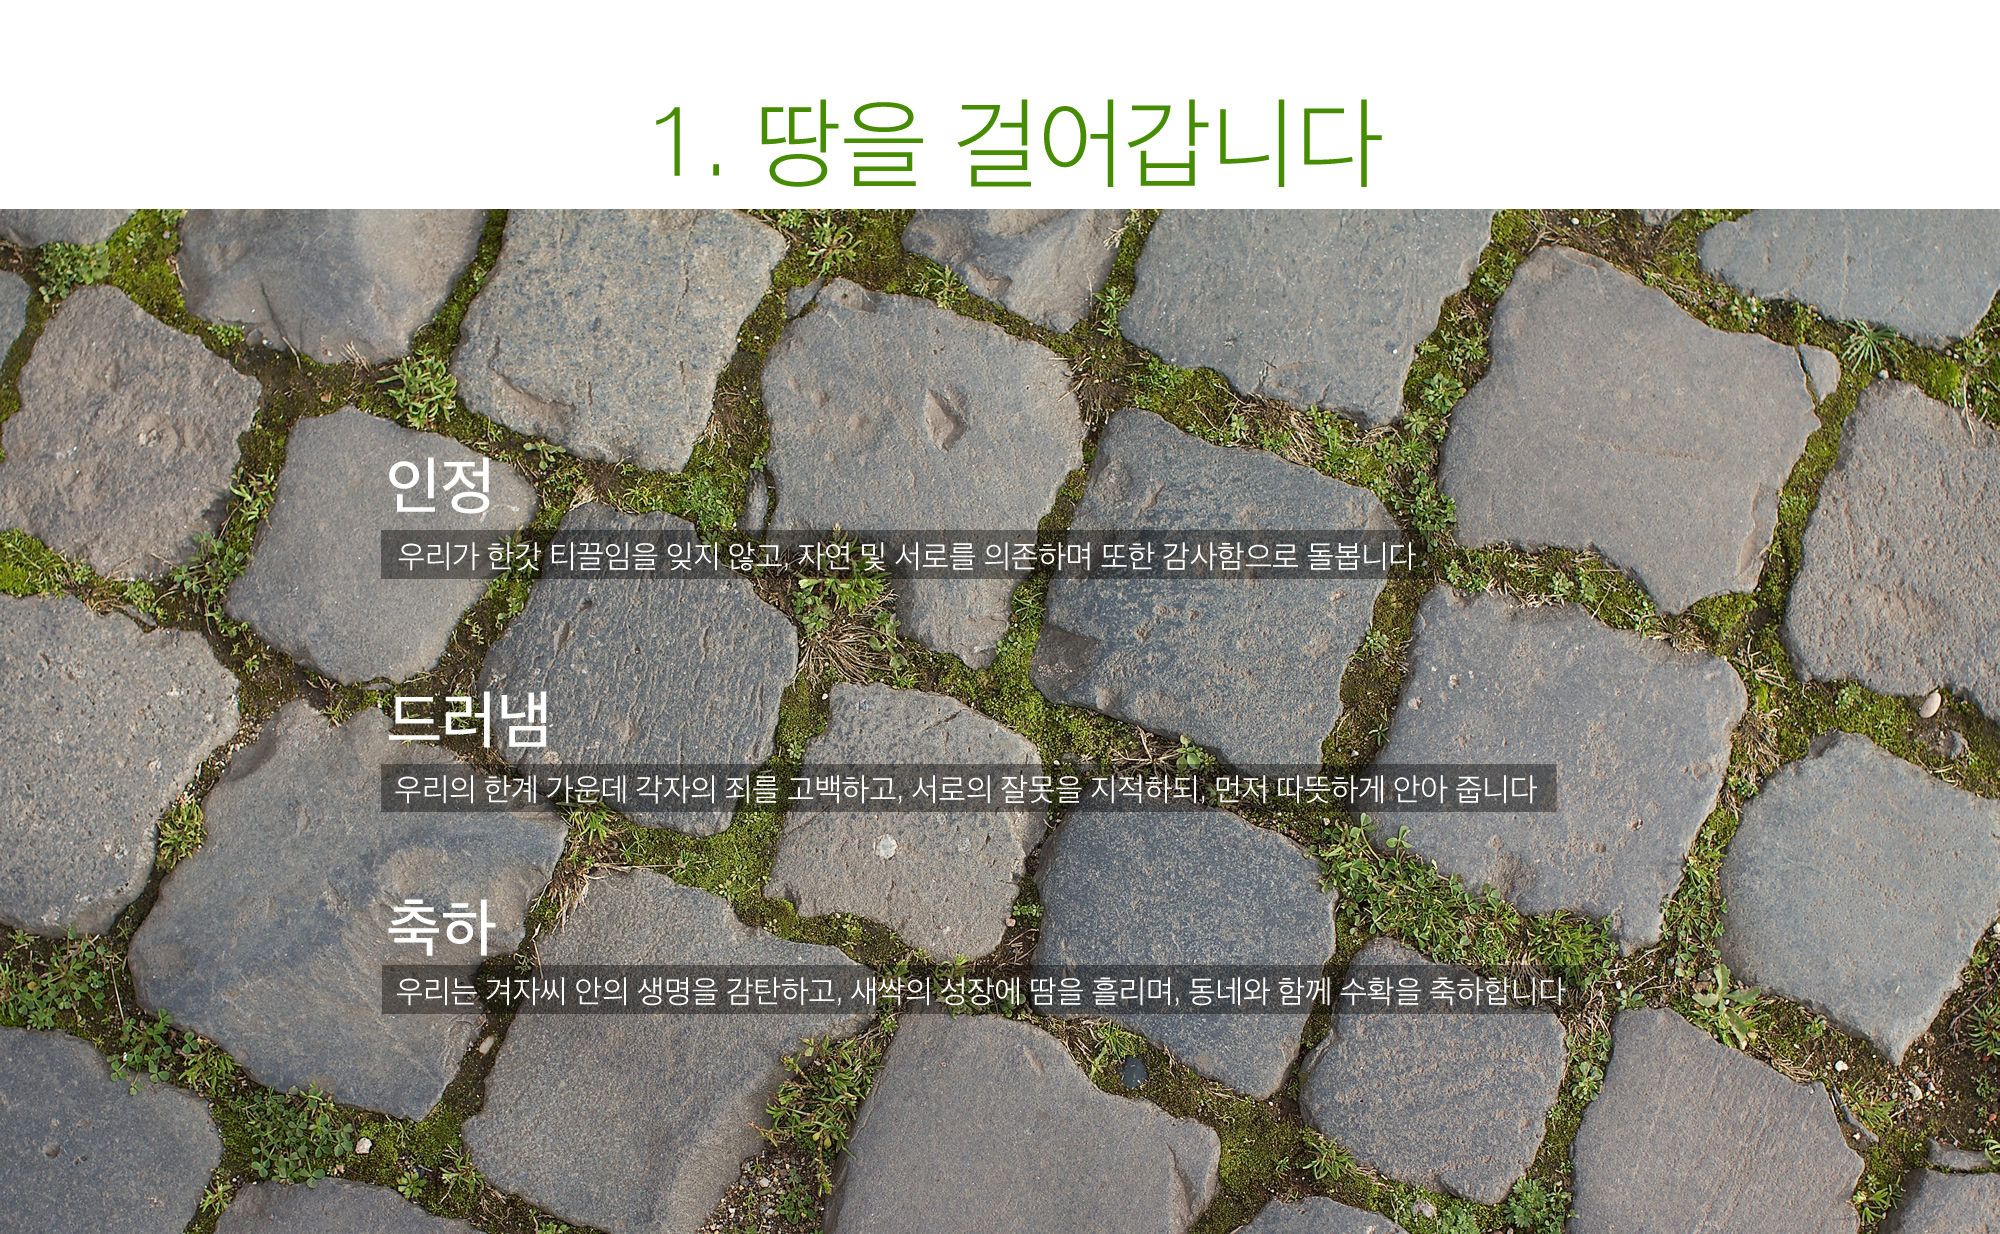 1. 땅을 걸어갑니다
인정
우리가 한갓 티끌임을 잊지 않고, 자연 및 서로를 의존하며 또한 감사함으로 돌봅니다
드러냄
우리의 한계 가운데 각자의 죄를 고백하고, 서로의 잘못을 지적하되, 먼저 따뜻하게 안아 줍니다
축하
우리는 겨자씨 안의 생명을 감탄하고, 새싹의 성장에 땀을 흘리며, 동네와 함께 수확을 축하합니다